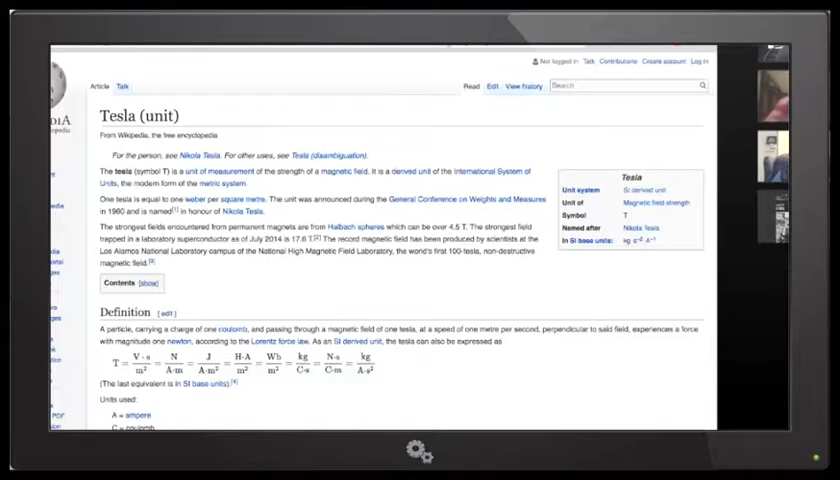 Not logged in Talk Contributions Create account Log in
Article Talk Read Edit View history Search
Tesla (unit)
From Wikipedia, the free encyclopedia
For the person, see Nikola Tesla. For other uses, see Tesla (disambiguation).
The tesla (symbol T) is a unit of measurement of the strength of a magnetic field. It is a derived unit of the International System of
Units, the modern form of the metric system.
One tesla is equal to one weber per square metre. The unit was announced during the General Conference on Weights and Measures
in 1960 and is named[1] in honour of Nikola Tesla.
The strongest fields encountered from permanent magnets are from Halbach spheres which can be over 4.5 T. The strongest field
trapped in a laboratory superconductor as of July 2014 is 17.6 T.[2] The record magnetic field has been produced by scientists at the
Los Alamos National Laboratory campus of the National High Magnetic Field Laboratory, the world's first 100-tesla, non-destructive
magnetic field.[3]
Tesla
Unit system SI derived unit
Unit of Magnetic field strength
Symbol T
Named after Nikola Tesla
In SI base units: kg·s⁻²·A⁻¹
Contents [show]
Definition [edit]
A particle, carrying a charge of one coulomb, and passing through a magnetic field of one tesla, at a speed of one metre per second, perpendicular to said field, experiences a force
with magnitude one newton, according to the Lorentz force law. As an SI derived unit, the tesla can also be expressed as
T = V·s/m² = N/A·m = J/A·m² = H·A/m² = Wb/m² = kg/C·s = N·s/C·m = kg/A·s²
(The last equivalent is in SI base units).[4]
Units used:
A = ampere
C = coulomb
PDF